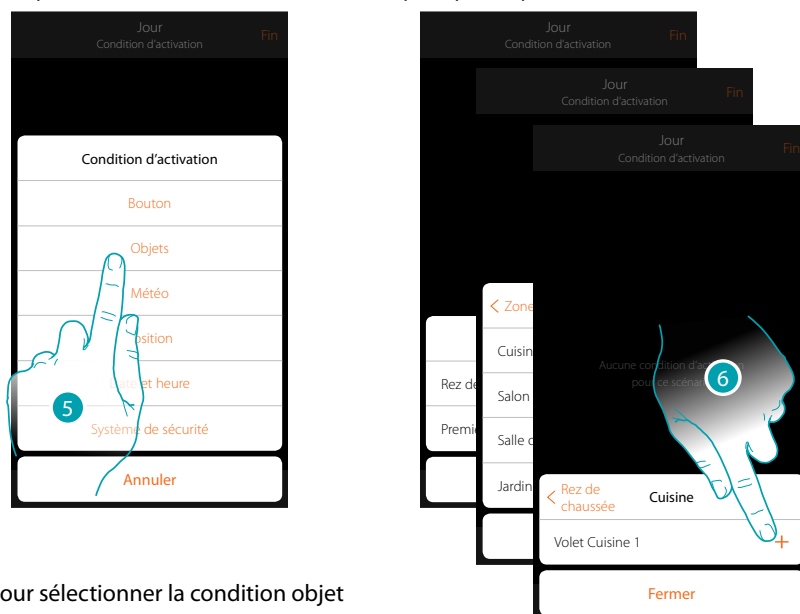 Jour
Condition d'activation
Fin
Condition d'activation
Bouton
Objets
Météo
et heure
Système de sécurité
Annuler
5
our sélectionner la condition objet
Jour
Condition d'activation
Fin
Rez de
Premi
Jour
Condition d'activation
Fin
Zone
Cuisin
Salon
Salle
Jardin
Jour
Condition d'activation
Fin
Aucune condition d'ac
pour ce scénar
6
Rez de
chaussée
Cuisine
Volet Cuisine 1
+
Fermer